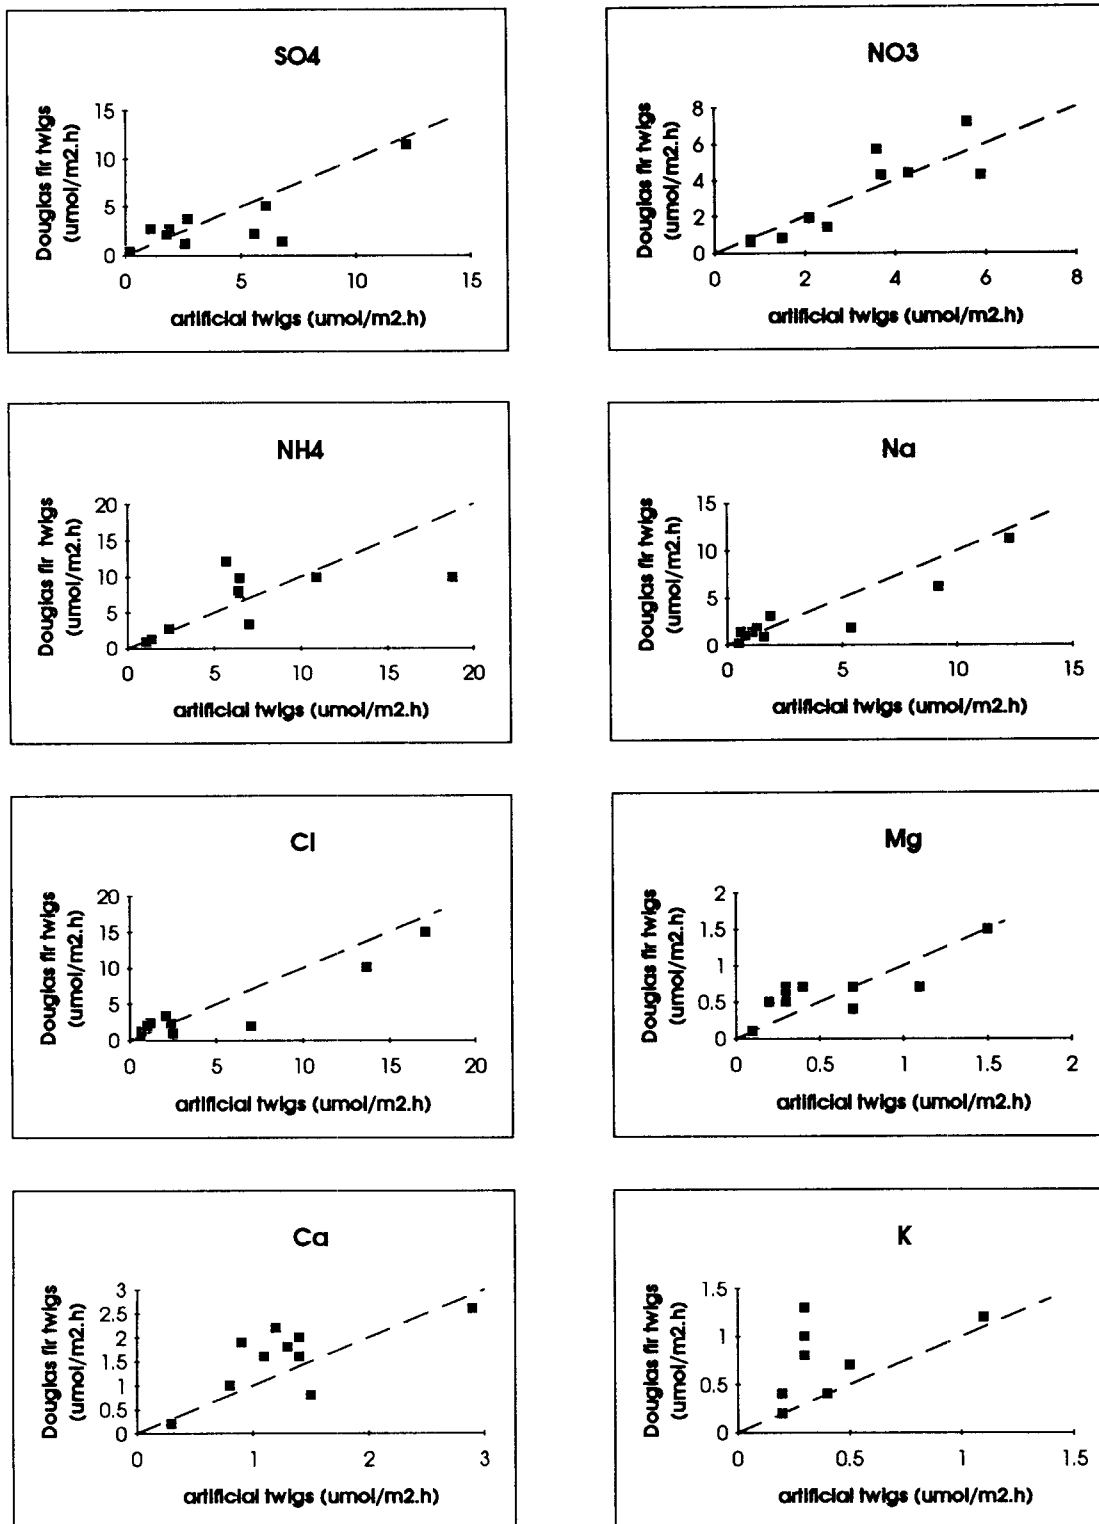 SO4
Douglas fir twigs
(umol/m2.h)
15
10
5
0
0 5 10 15
artificial twigs (umol/m2.h)
NO3
Douglas fir twigs
(umol/m2.h)
8
6
4
2
0
0 2 4 6 8
artificial twigs (umol/m2.h)
NH4
Douglas fir twigs
(umol/m2.h)
20
15
10
5
0
0 5 10 15 20
artificial twigs (umol/m2.h)
Na
Douglas fir twigs
(umol/m2.h)
15
10
5
0
0 5 10 15
artificial twigs (umol/m2.h)
Cl
Douglas fir twigs
(umol/m2.h)
20
15
10
5
0
0 5 10 15 20
artificial twigs (umol/m2.h)
Mg
Douglas fir twigs
(umol/m2.h)
2
1.5
1
0.5
0
0 0.5 1 1.5 2
artificial twigs (umol/m2.h)
Ca
Douglas fir twigs
(umol/m2.h)
3
2.5
2
1.5
1
0.5
0
0 1 2 3
artificial twigs (umol/m2.h)
K
Douglas fir twigs
(umol/m2.h)
1.5
1
0.5
0
0 0.5 1 1.5
artificial twigs (umol/m2.h)